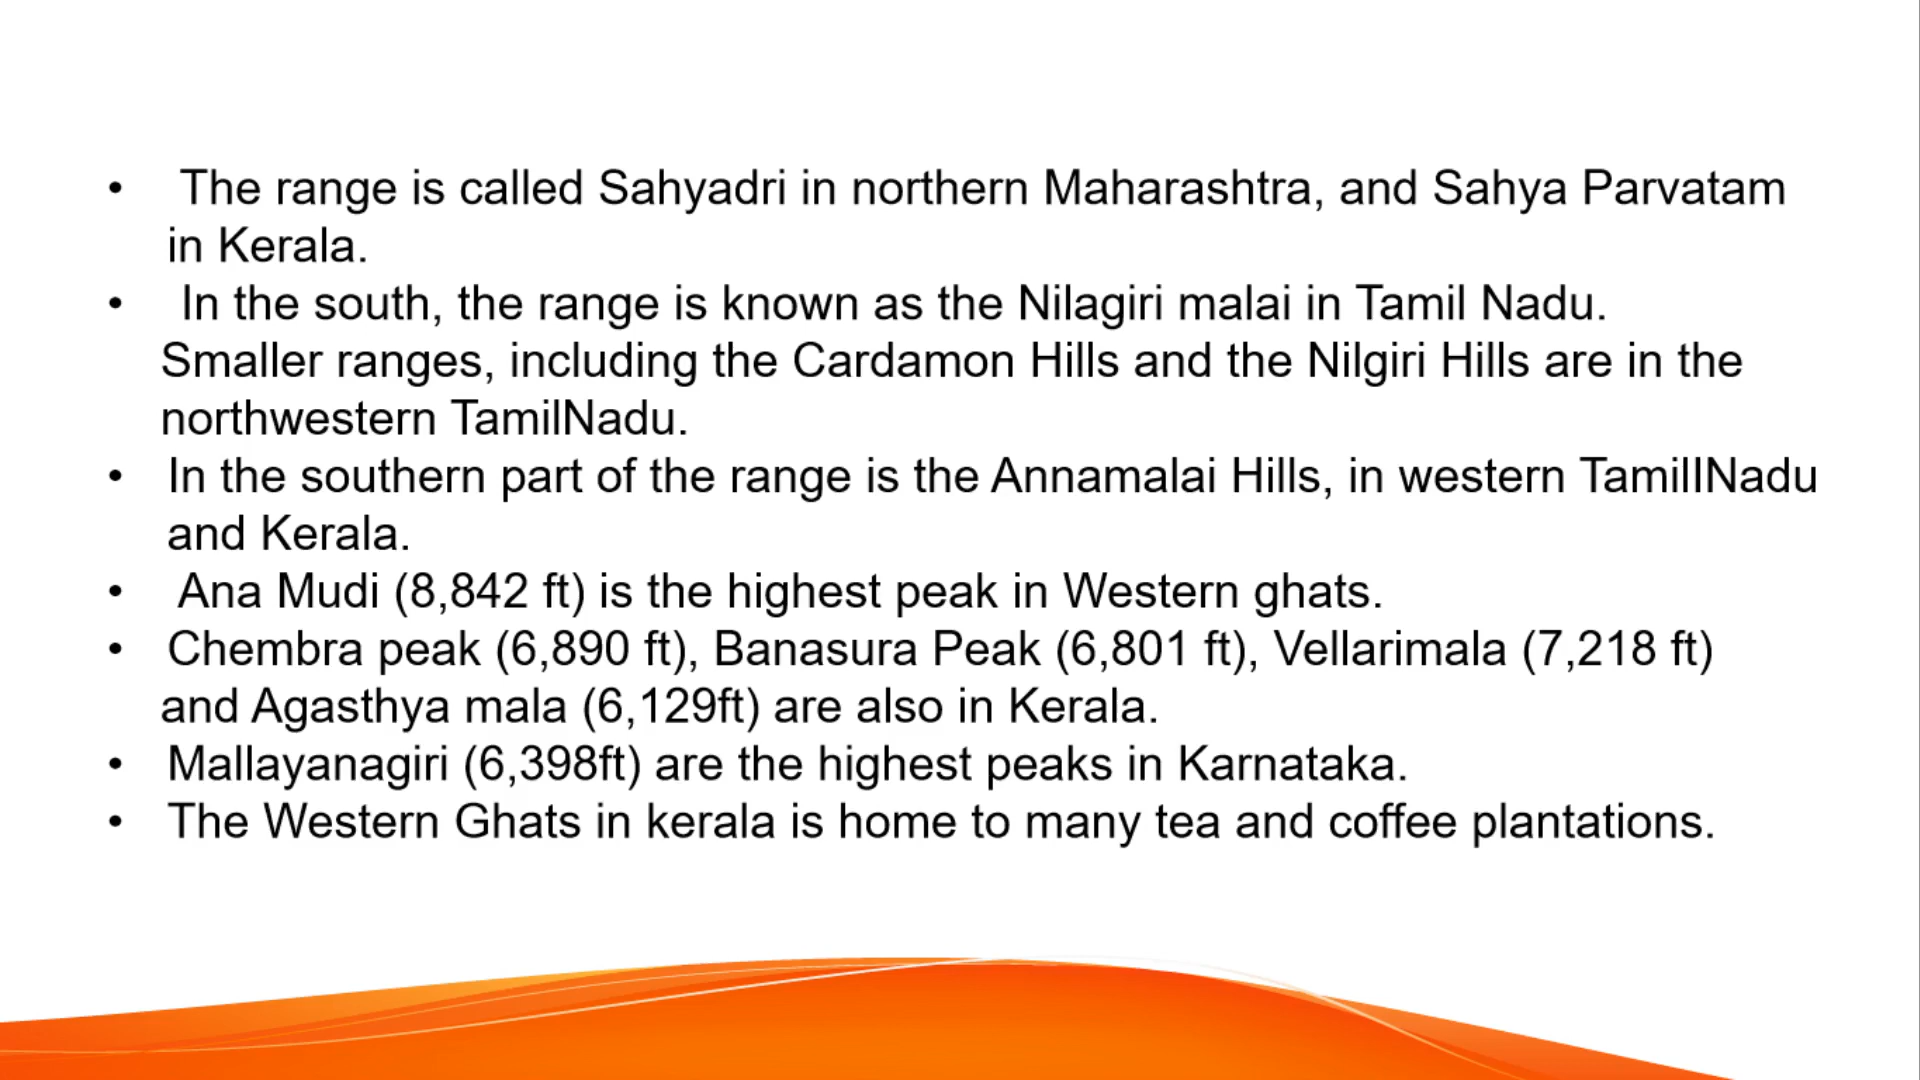 • The range is called Sahyadri in northern Maharashtra, and Sahya Parvatam
in Kerala.
• In the south, the range is known as the Nilagiri malai in Tamil Nadu.
Smaller ranges, including the Cardamon Hills and the Nilgiri Hills are in the
northwestern TamilNadu.
• In the southern part of the range is the Annamalai Hills, in western TamilINadu
and Kerala.
• Ana Mudi (8,842 ft) is the highest peak in Western ghats.
• Chembra peak (6,890 ft), Banasura Peak (6,801 ft), Vellarimala (7,218 ft)
and Agasthya mala (6,129ft) are also in Kerala.
• Mallayanagiri (6,398ft) are the highest peaks in Karnataka.
• The Western Ghats in kerala is home to many tea and coffee plantations.